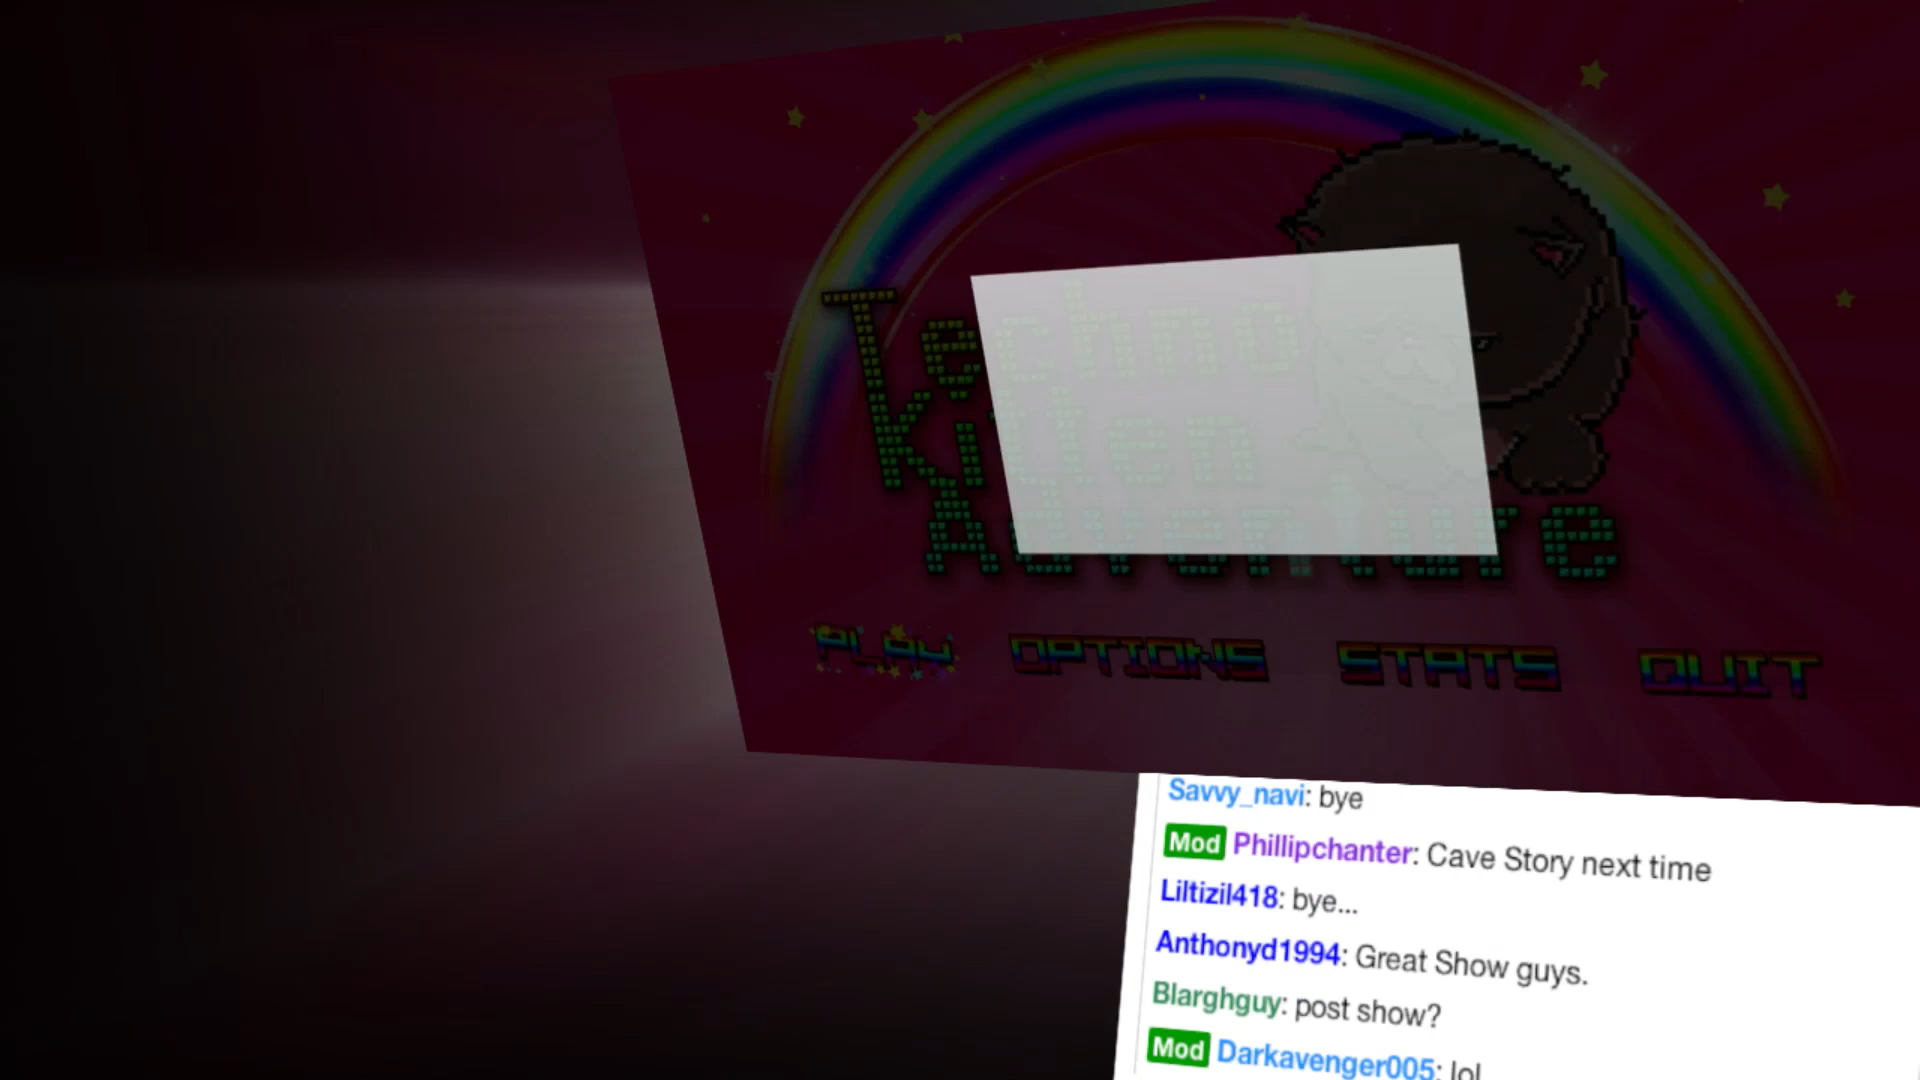 Techno
Kitten
Adventure
PLAY OPTIONS STATS QUIT
Savvy_navi: bye
Mod Phillipchanter: Cave Story next time
Liltizil418: bye...
Anthonyd1994: Great Show guys.
Blarghguy: post show?
Mod Darkavenger005: lol